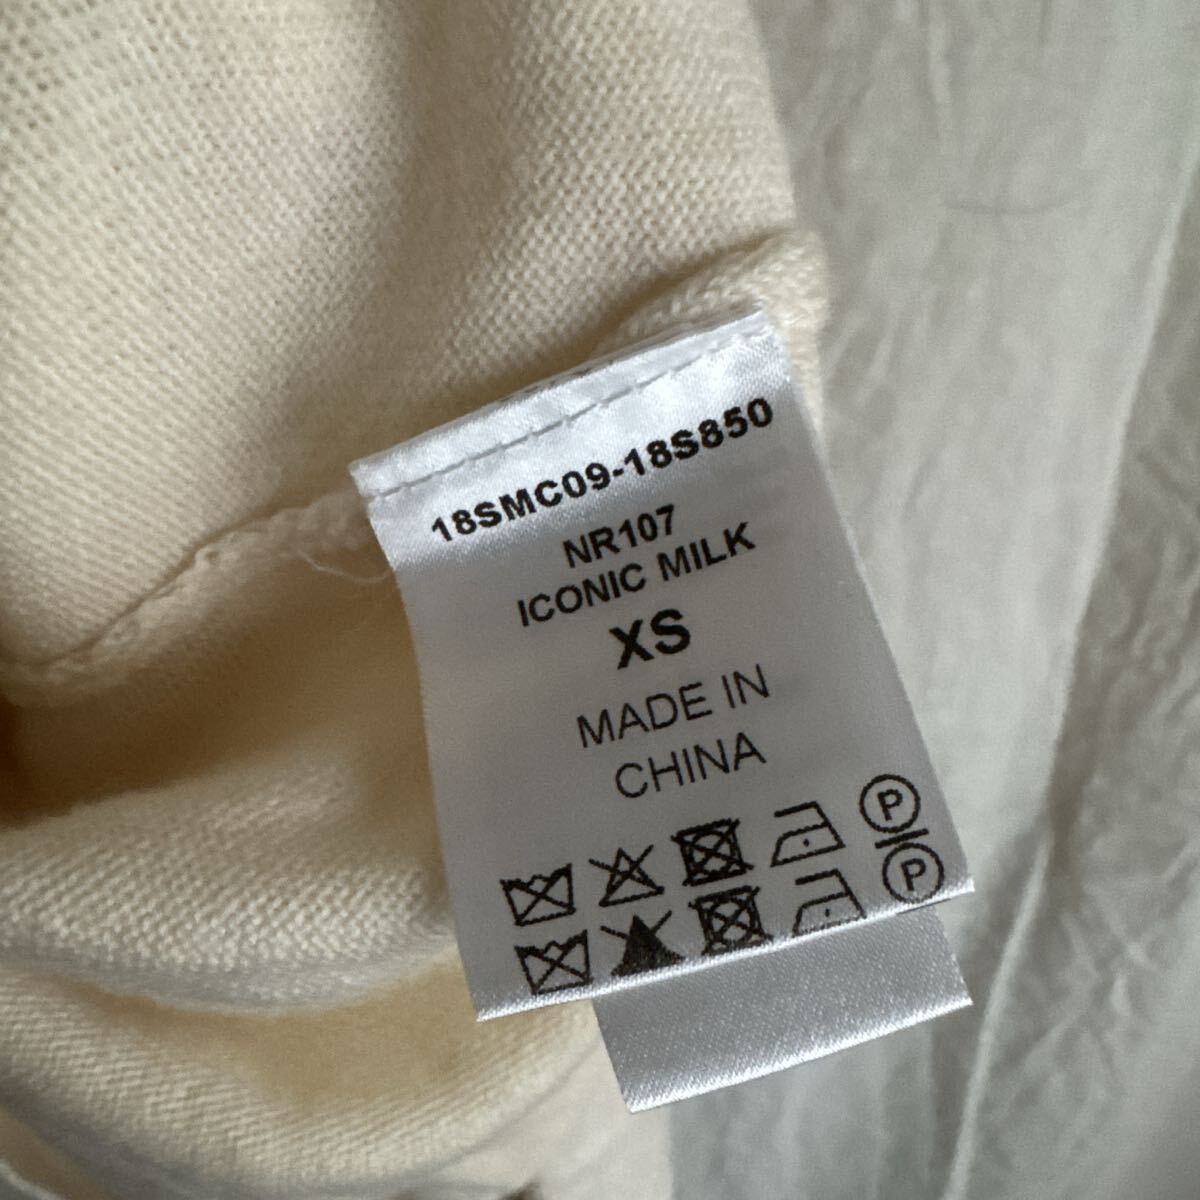 18SMC09-18S850
NR107
ICONIC MILK
XS
MADE IN
CHINA
P
P